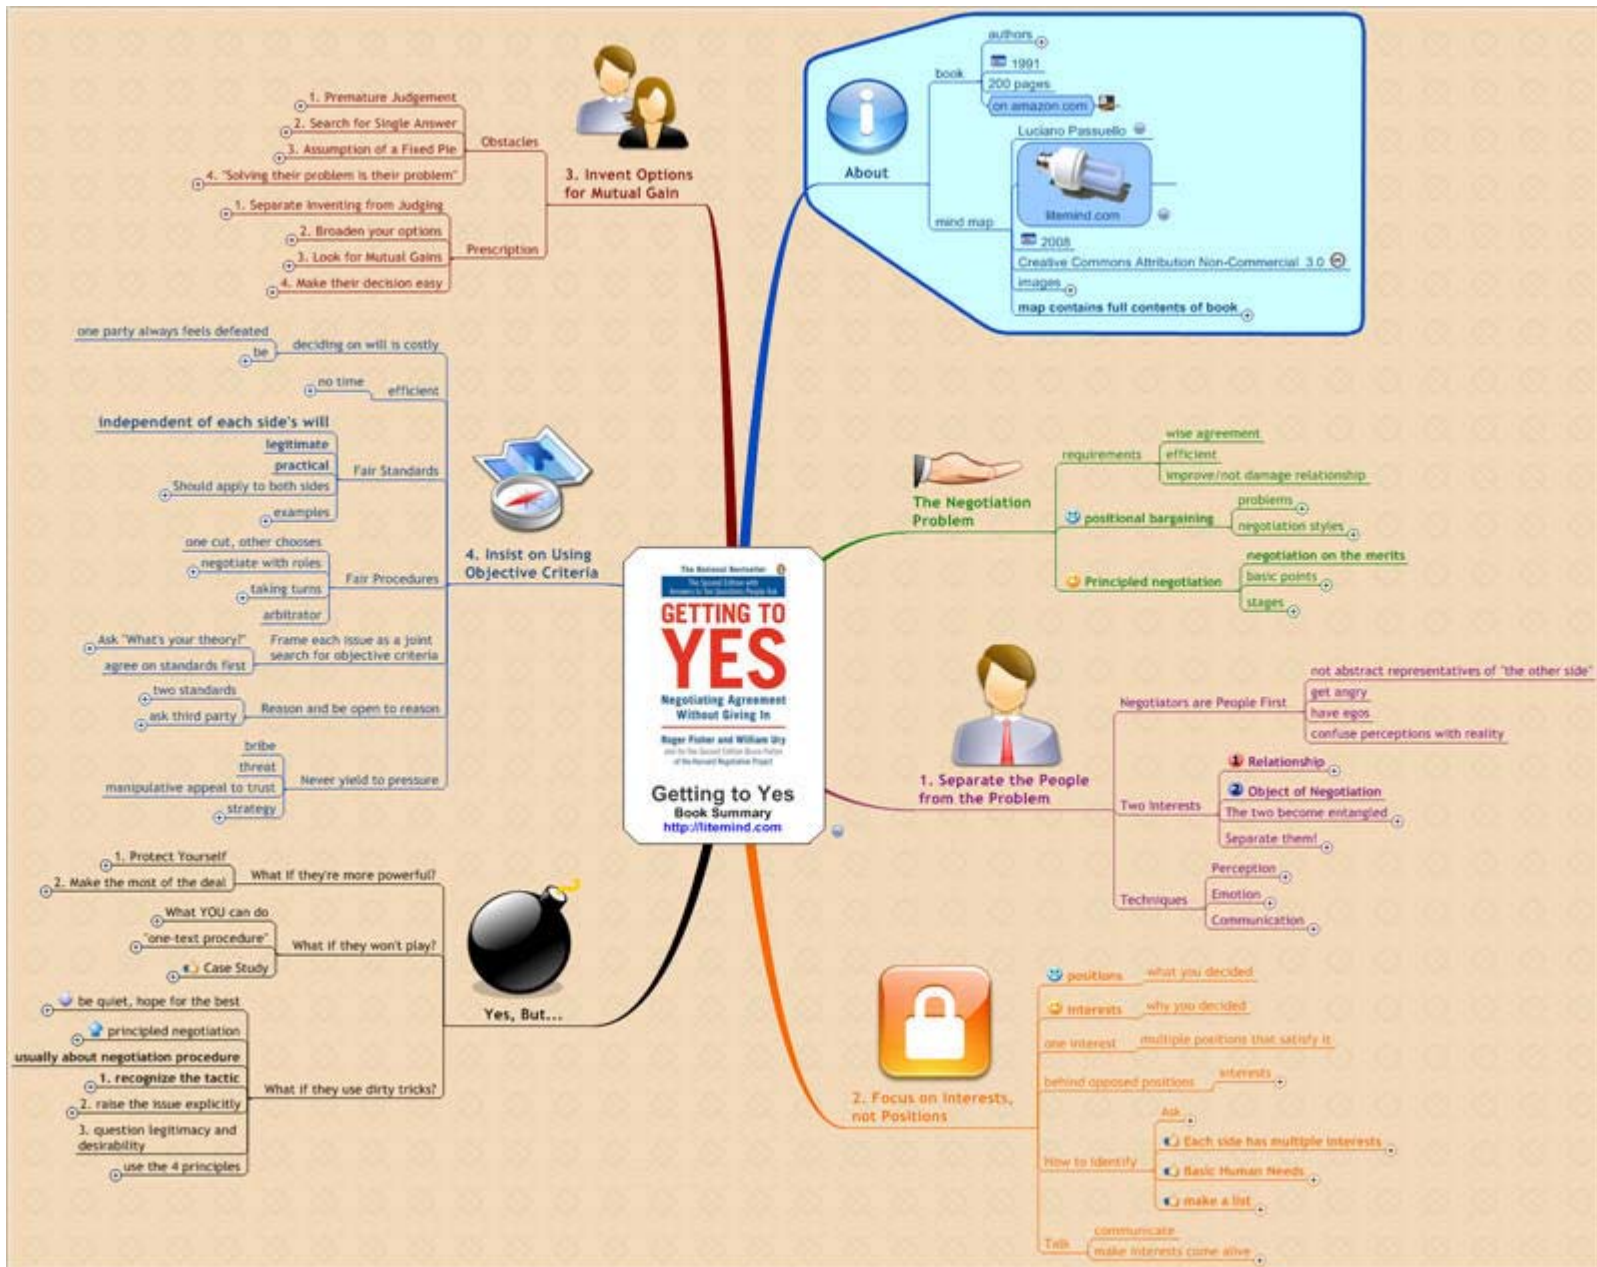 authors
1991
book
200 pages
on amazon.com
About
Luciano Passuello
litemind.com
mind map
2008
Creative Commons Attribution Non-Commercial 3.0
images
map contains full contents of book
The Negotiation
Problem
requirements
wise agreement
efficient
improve/not damage relationship
positional bargaining
problems
negotiation styles
Principled negotiation
negotiation on the merits
basic points
stages
1. Separate the People
from the Problem
Negotiators are People First
not abstract representatives of "the other side"
get angry
have egos
confuse perceptions with reality
Two Interests
1 Relationship
2 Object of Negotiation
The two become entangled
Separate them!
Techniques
Perception
Emotion
Communication
2. Focus on Interests,
not Positions
positions
what you decided
interests
why you decided
one interest
multiple positions that satisfy it
behind opposed positions
interests
How to Identify
Ask
Each side has multiple interests
Basic Human Needs
make a list
Talk
communicate
make interests come alive
3. Invent Options
for Mutual Gain
Obstacles
1. Premature Judgement
2. Search for Single Answer
3. Assumption of a Fixed Pie
4. "Solving their problem is their problem"
Prescription
1. Separate Inventing from Judging
2. Broaden your options
3. Look for Mutual Gains
4. Make their decision easy
4. Insist on Using
Objective Criteria
deciding on will is costly
one party always feels defeated
be
efficient
no time
Fair Standards
independent of each side's will
legitimate
practical
Should apply to both sides
examples
Fair Procedures
one cut, other chooses
negotiate with roles
taking turns
arbitrator
Frame each issue as a joint
search for objective criteria
Ask "What's your theory?"
agree on standards first
Reason and be open to reason
two standards
ask third party
Never yield to pressure
bribe
threat
manipulative appeal to trust
strategy
Yes, But...
What if they're more powerful?
1. Protect Yourself
2. Make the most of the deal
What if they won't play?
What YOU can do
"one-text procedure"
Case Study
What if they use dirty tricks?
be quiet, hope for the best
principled negotiation
usually about negotiation procedure
1. recognize the tactic
2. raise the issue explicitly
3. question legitimacy and
desirability
use the 4 principles
The National Bestseller
The Second Edition with
Answers to Ten Questions People Ask
GETTING TO
YES
Negotiating Agreement
Without Giving In
Roger Fisher and William Ury
of the Harvard Negotiation Project
Getting to Yes
Book Summary
http://litemind.com